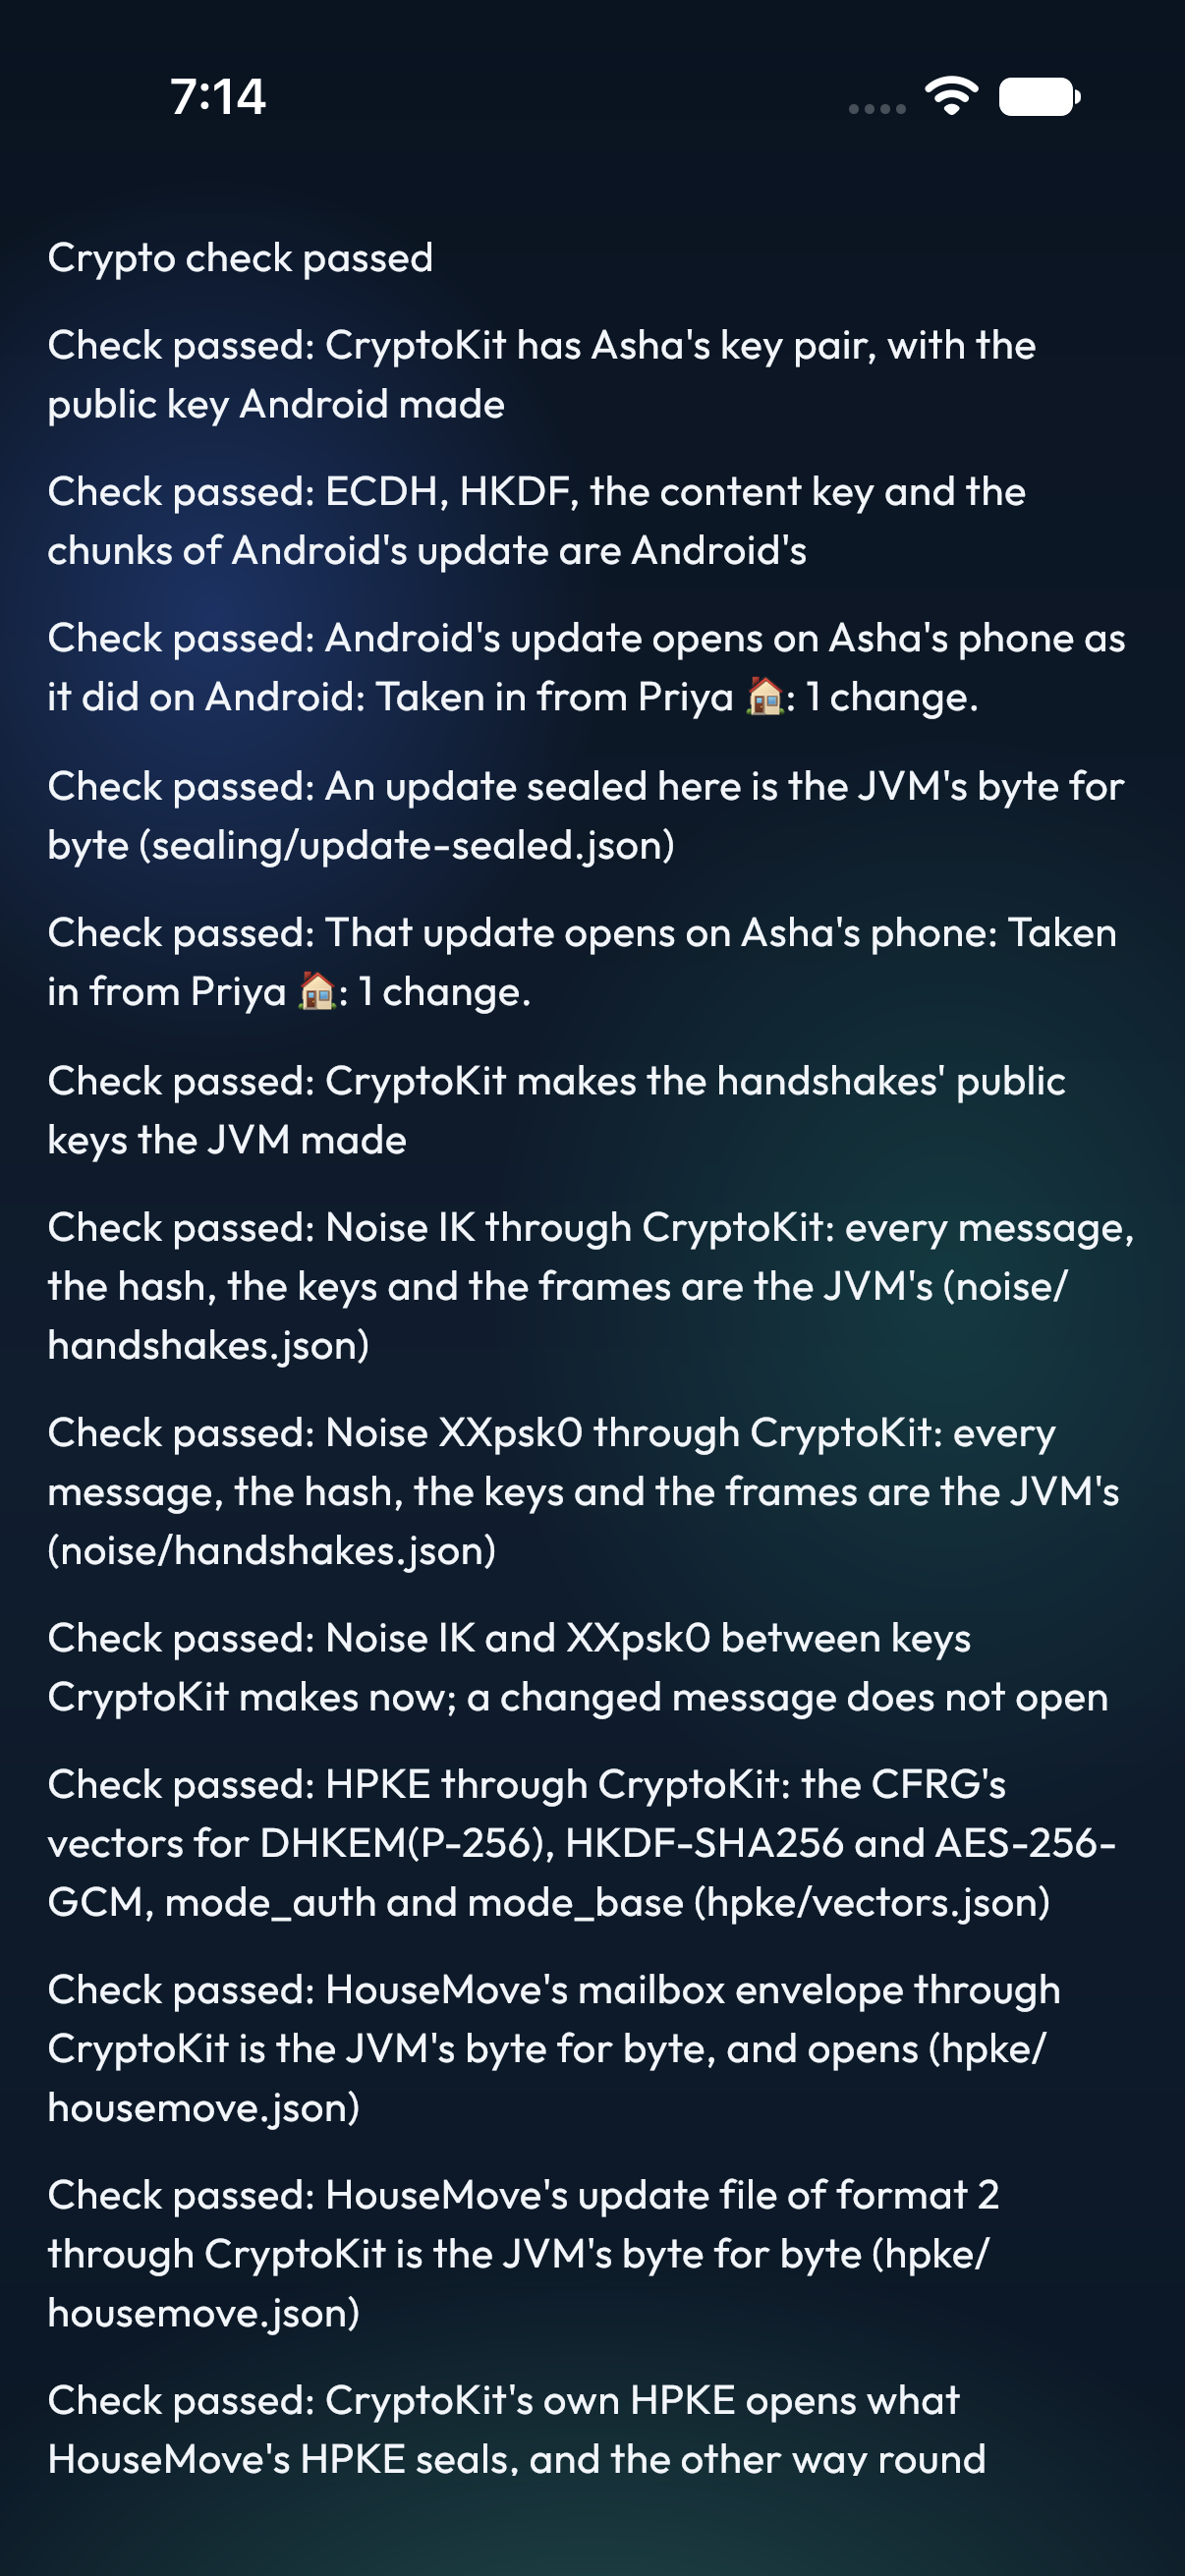 7:14
Crypto check passed
Check passed: CryptoKit has Asha's key pair, with the
public key Android made
Check passed: ECDH, HKDF, the content key and the
chunks of Android's update are Android's
Check passed: Android's update opens on Asha's phone as
it did on Android: Taken in from Priya 🏠: 1 change.
Check passed: An update sealed here is the JVM's byte for
byte (sealing/update-sealed.json)
Check passed: That update opens on Asha's phone: Taken
in from Priya 🏠: 1 change.
Check passed: CryptoKit makes the handshakes' public
keys the JVM made
Check passed: Noise IK through CryptoKit: every message,
the hash, the keys and the frames are the JVM's (noise/
handshakes.json)
Check passed: Noise XXpsk0 through CryptoKit: every
message, the hash, the keys and the frames are the JVM's
(noise/handshakes.json)
Check passed: Noise IK and XXpsk0 between keys
CryptoKit makes now; a changed message does not open
Check passed: HPKE through CryptoKit: the CFRG's
vectors for DHKEM(P-256), HKDF-SHA256 and AES-256-
GCM, mode_auth and mode_base (hpke/vectors.json)
Check passed: HouseMove's mailbox envelope through
CryptoKit is the JVM's byte for byte, and opens (hpke/
housemove.json)
Check passed: HouseMove's update file of format 2
through CryptoKit is the JVM's byte for byte (hpke/
housemove.json)
Check passed: CryptoKit's own HPKE opens what
HouseMove's HPKE seals, and the other way round